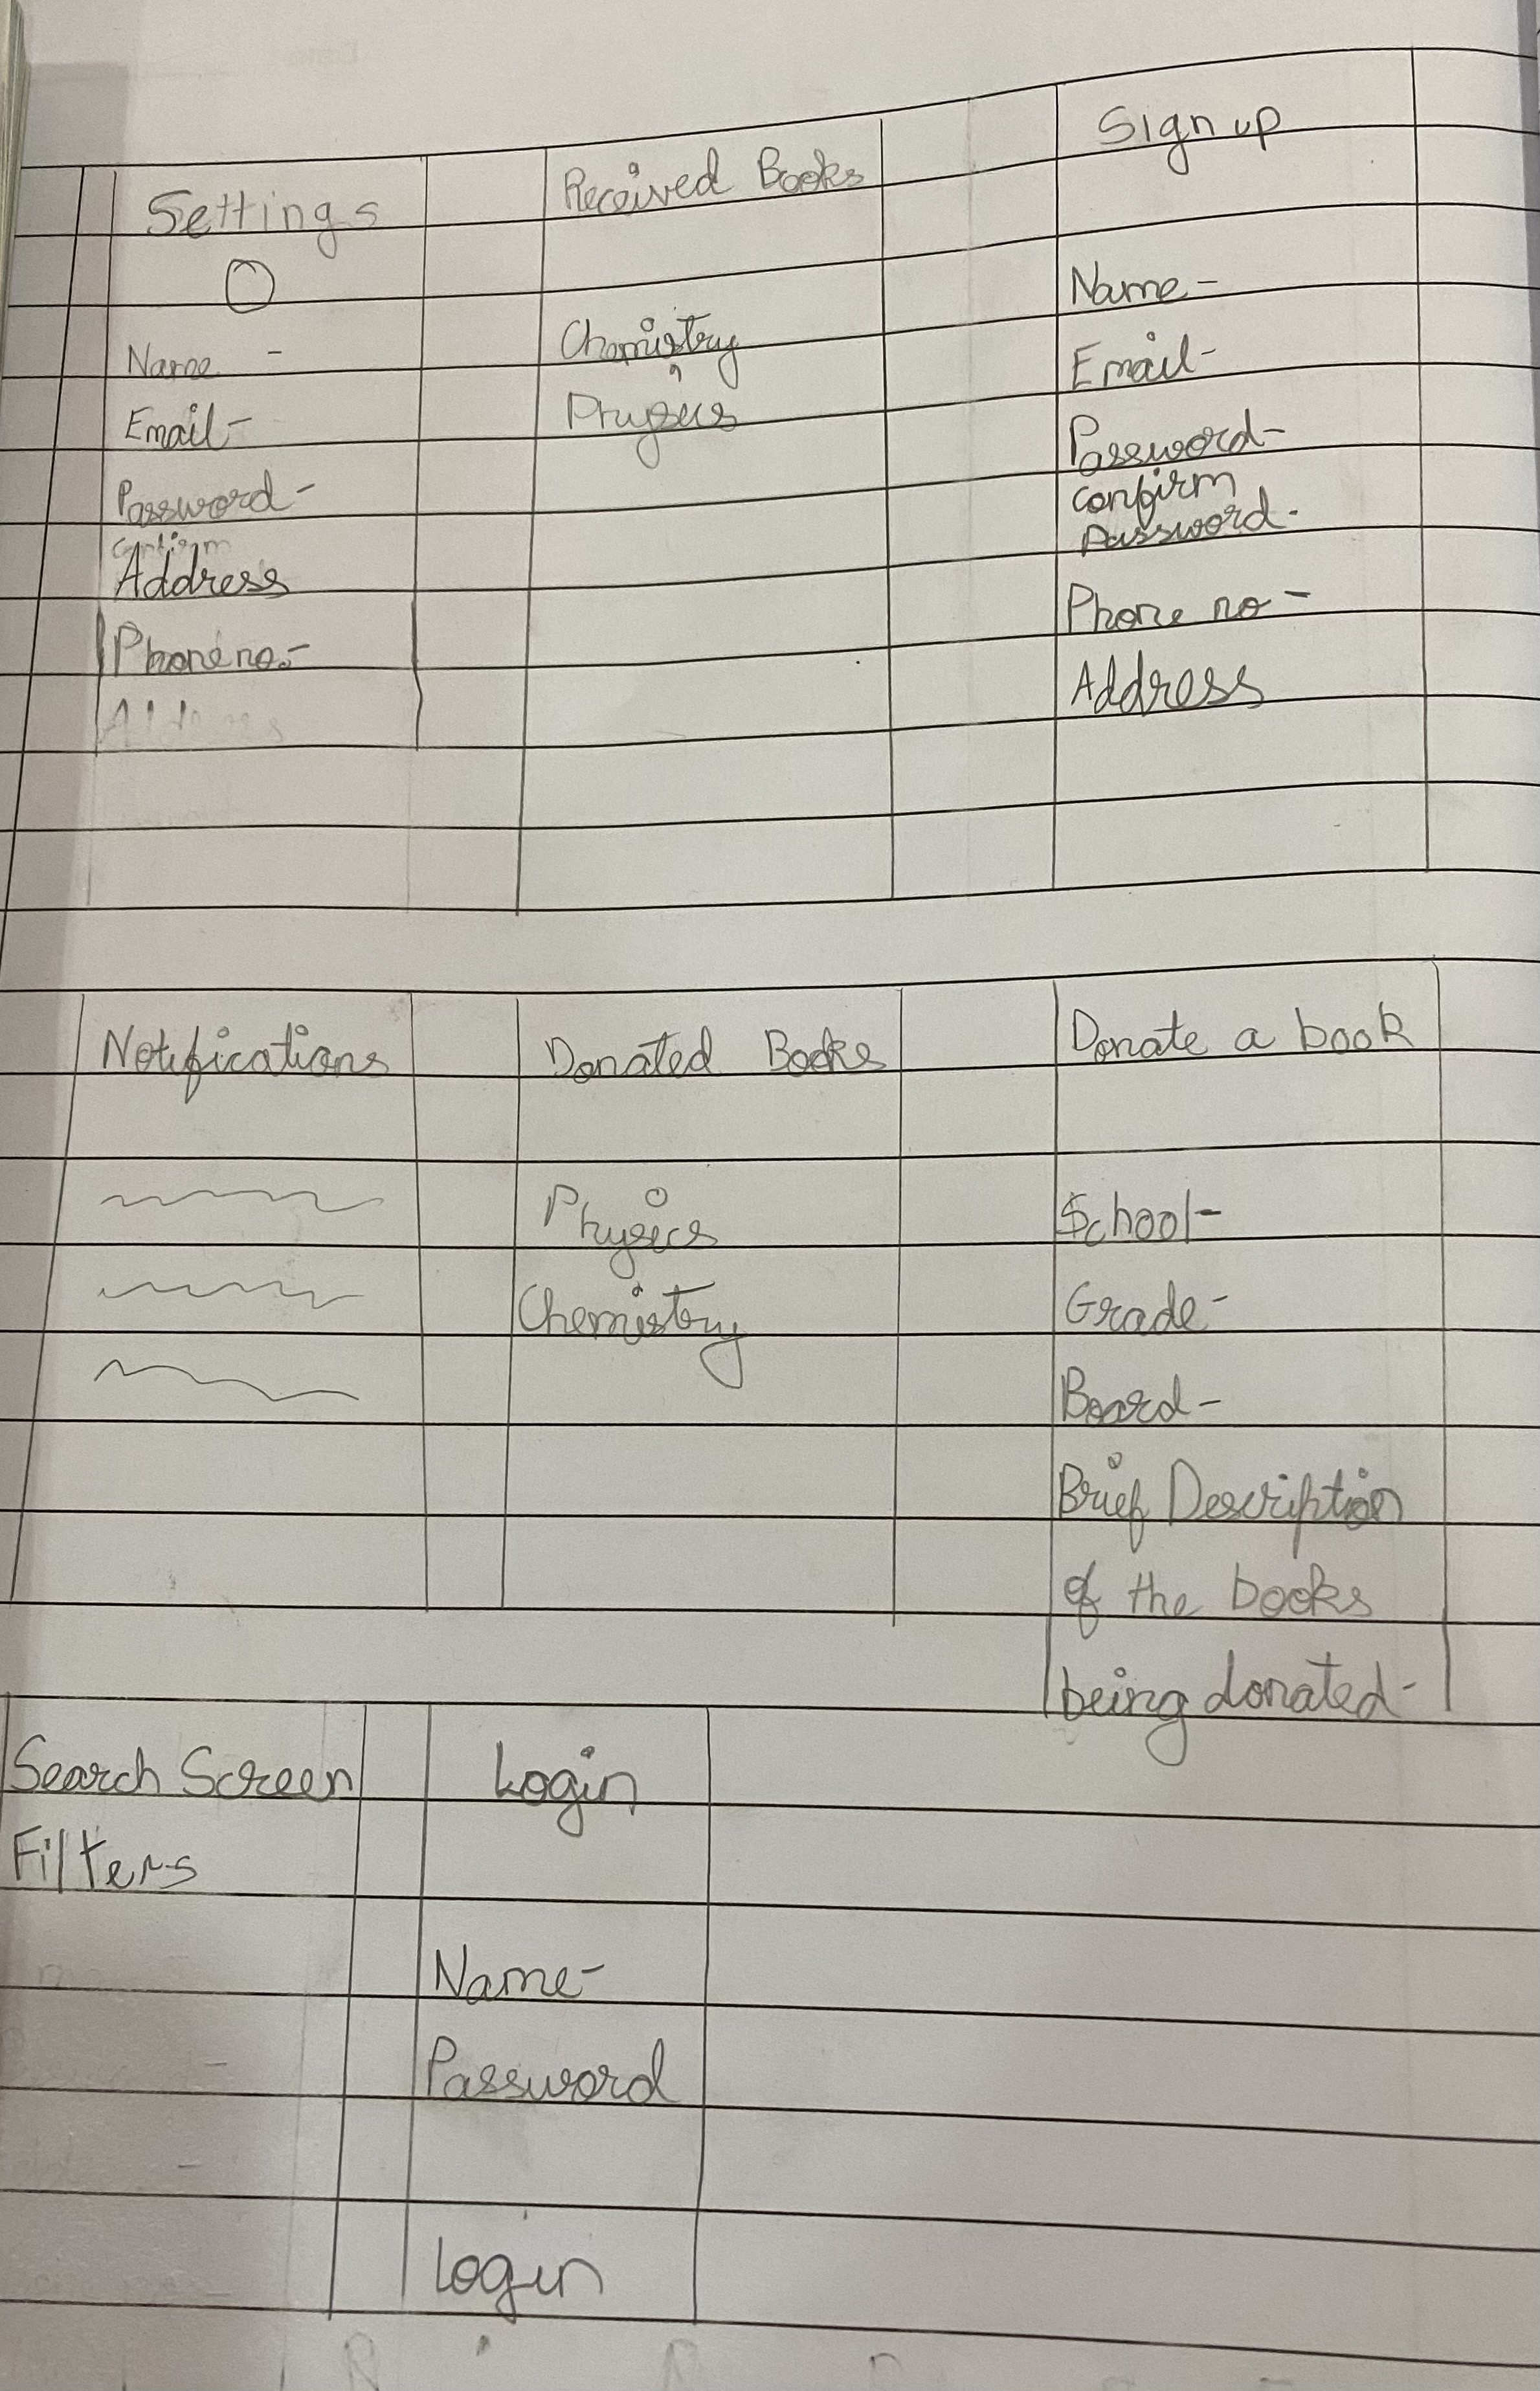 Settings
Name -
Email-
Password-
Confirm
Address
Phone no.-
Address
Received Books
Chemistry
Physics
Sign up
Name-
Email-
Password-
confirm
password-
Phone no-
Address
Notifications
Donated Books
Physics
Chemistry
Donate a book
School-
Grade-
Board-
Brief Description
of the books
being donated-
Search Screen
Filters
Login
Name-
Password
Login